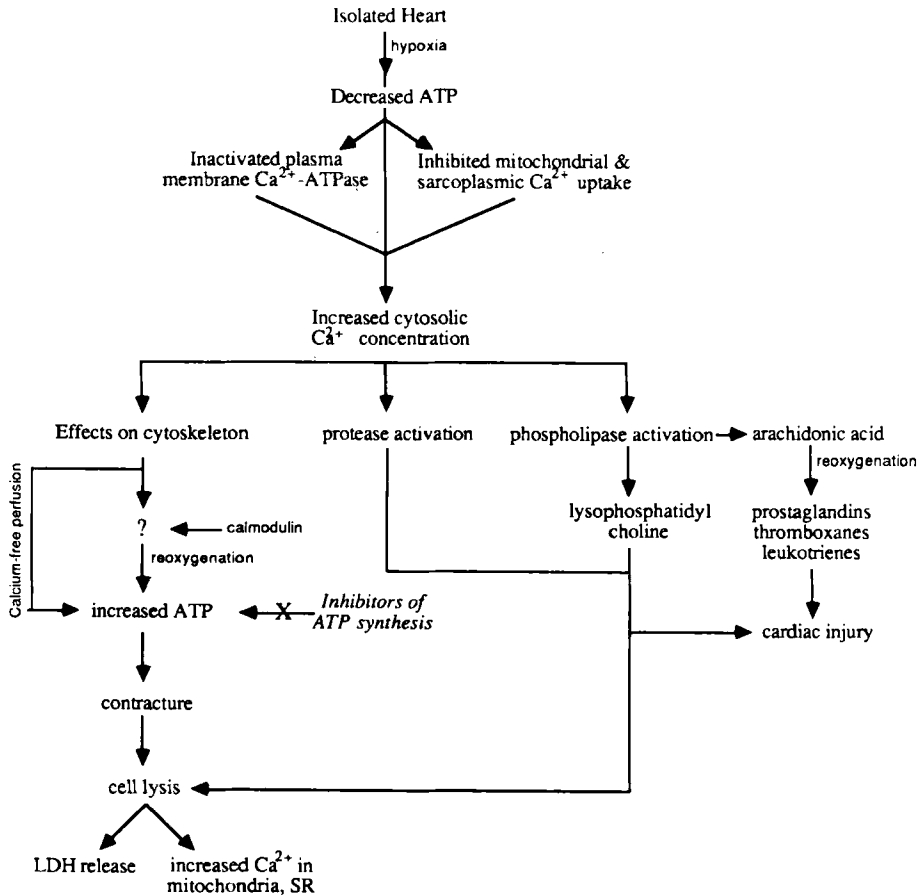 Isolated Heart
hypoxia
Decreased ATP
Inactivated plasma
membrane Ca2+-ATPase
Inhibited mitochondrial &
sarcoplasmic Ca2+ uptake
Increased cytosolic
Ca2+ concentration
Effects on cytoskeleton
protease activation
phospholipase activation
arachidonic acid
reoxygenation
Calcium-free perfusion
?
calmodulin
reoxygenation
lysophosphatidyl
choline
prostaglandins
thromboxanes
leukotrienes
increased ATP
X
Inhibitors of
ATP synthesis
cardiac injury
contracture
cell lysis
LDH release
increased Ca2+ in
mitochondria, SR